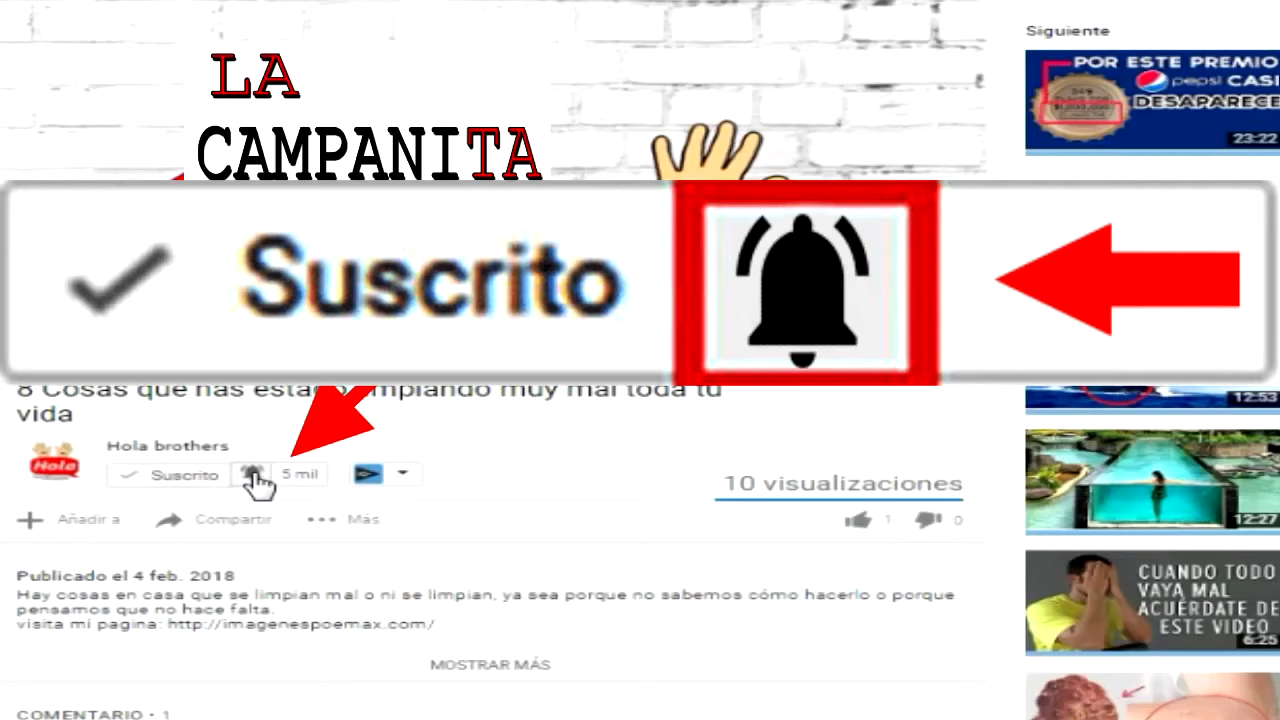 LA
CAMPANITA
Suscrito
8 Cosas que has estado limpiando muy mal toda tu
vida
Hola brothers
Hola
Suscrito
5 mil
10 visualizaciones
Añadir a
Compartir
Más
1
0
Publicado el 4 feb. 2018
Hay cosas en casa que se limpian mal o ni se limpian, ya sea porque no sabemos cómo hacerlo o porque
pensamos que no hace falta.
visita mi pagina: http://imagenespoemax.com/
MOSTRAR MÁS
COMENTARIO • 1
Siguiente
POR ESTE PREMIO
pepsi CASI
DESAPARECE
23:22
12:53
12:27
CUANDO TODO
VAYA MAL
ACUÉRDATE DE
ESTE VIDEO
6:25